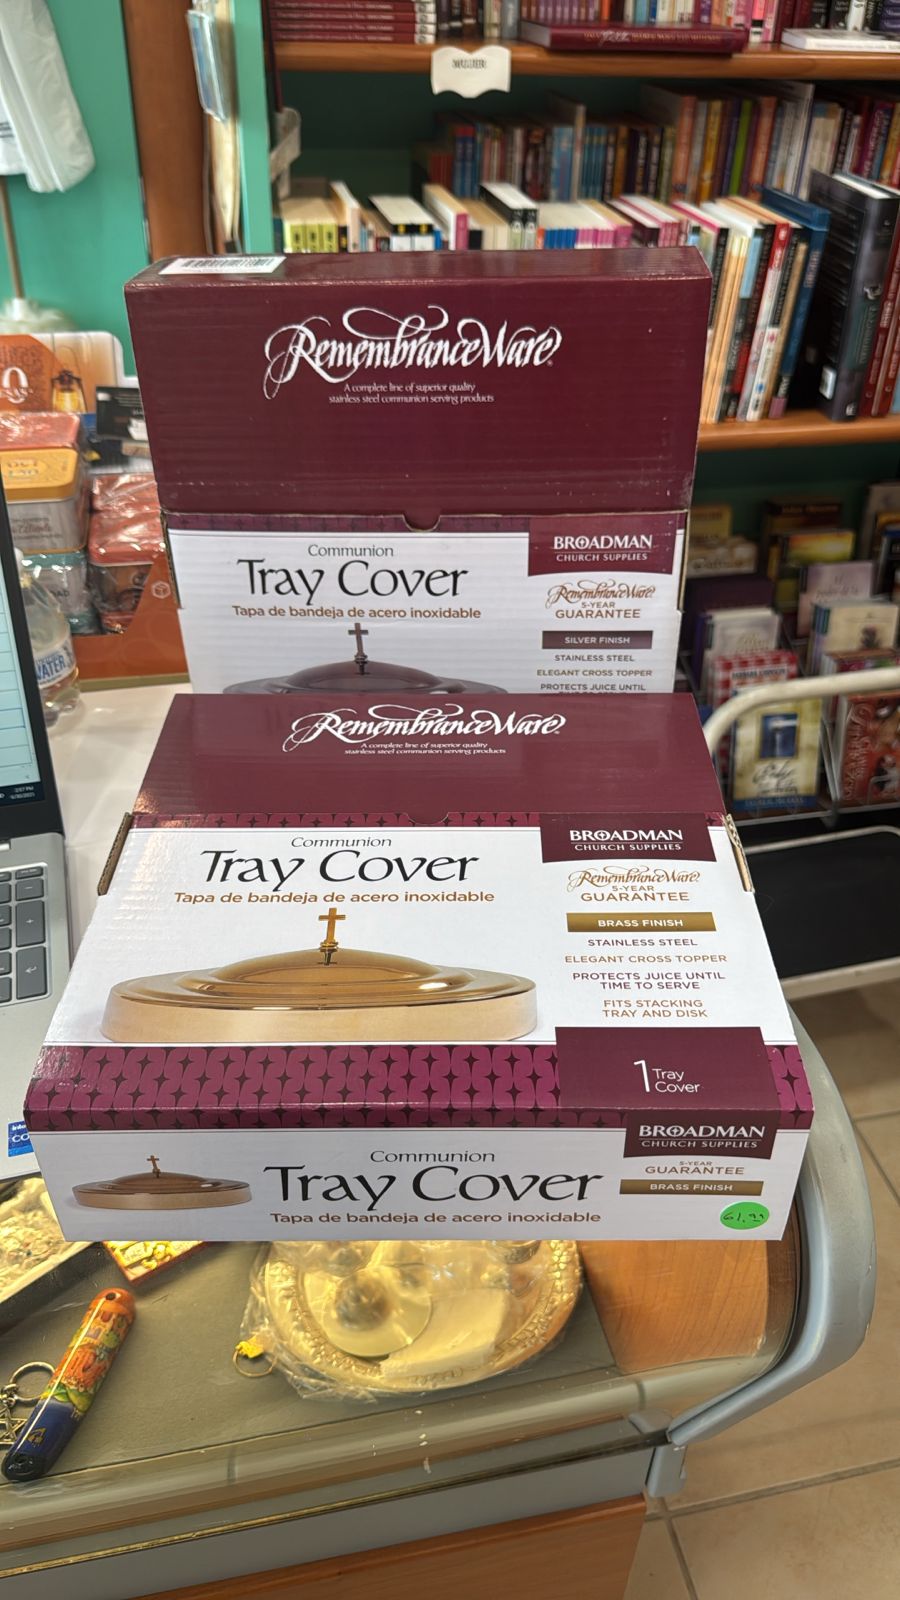 MUJER
RemembranceWare®
A complete line of superior quality
stainless steel communion serving products
Communion
Tray Cover
Tapa de bandeja de acero inoxidable
BROADMAN
CHURCH SUPPLIES
RemembranceWare®
5-YEAR
GUARANTEE
SILVER FINISH
STAINLESS STEEL
ELEGANT CROSS TOPPER
PROTECTS JUICE UNTIL
RemembranceWare®
A complete line of superior quality
stainless steel communion serving products
Communion
Tray Cover
Tapa de bandeja de acero inoxidable
BROADMAN
CHURCH SUPPLIES
RemembranceWare®
5-YEAR
GUARANTEE
BRASS FINISH
STAINLESS STEEL
ELEGANT CROSS TOPPER
PROTECTS JUICE UNTIL
TIME TO SERVE
FITS STACKING
TRAY AND DISK
1 Tray
Cover
Communion
Tray Cover
Tapa de bandeja de acero inoxidable
BROADMAN
CHURCH SUPPLIES
5-YEAR
GUARANTEE
BRASS FINISH
61.99
WATER